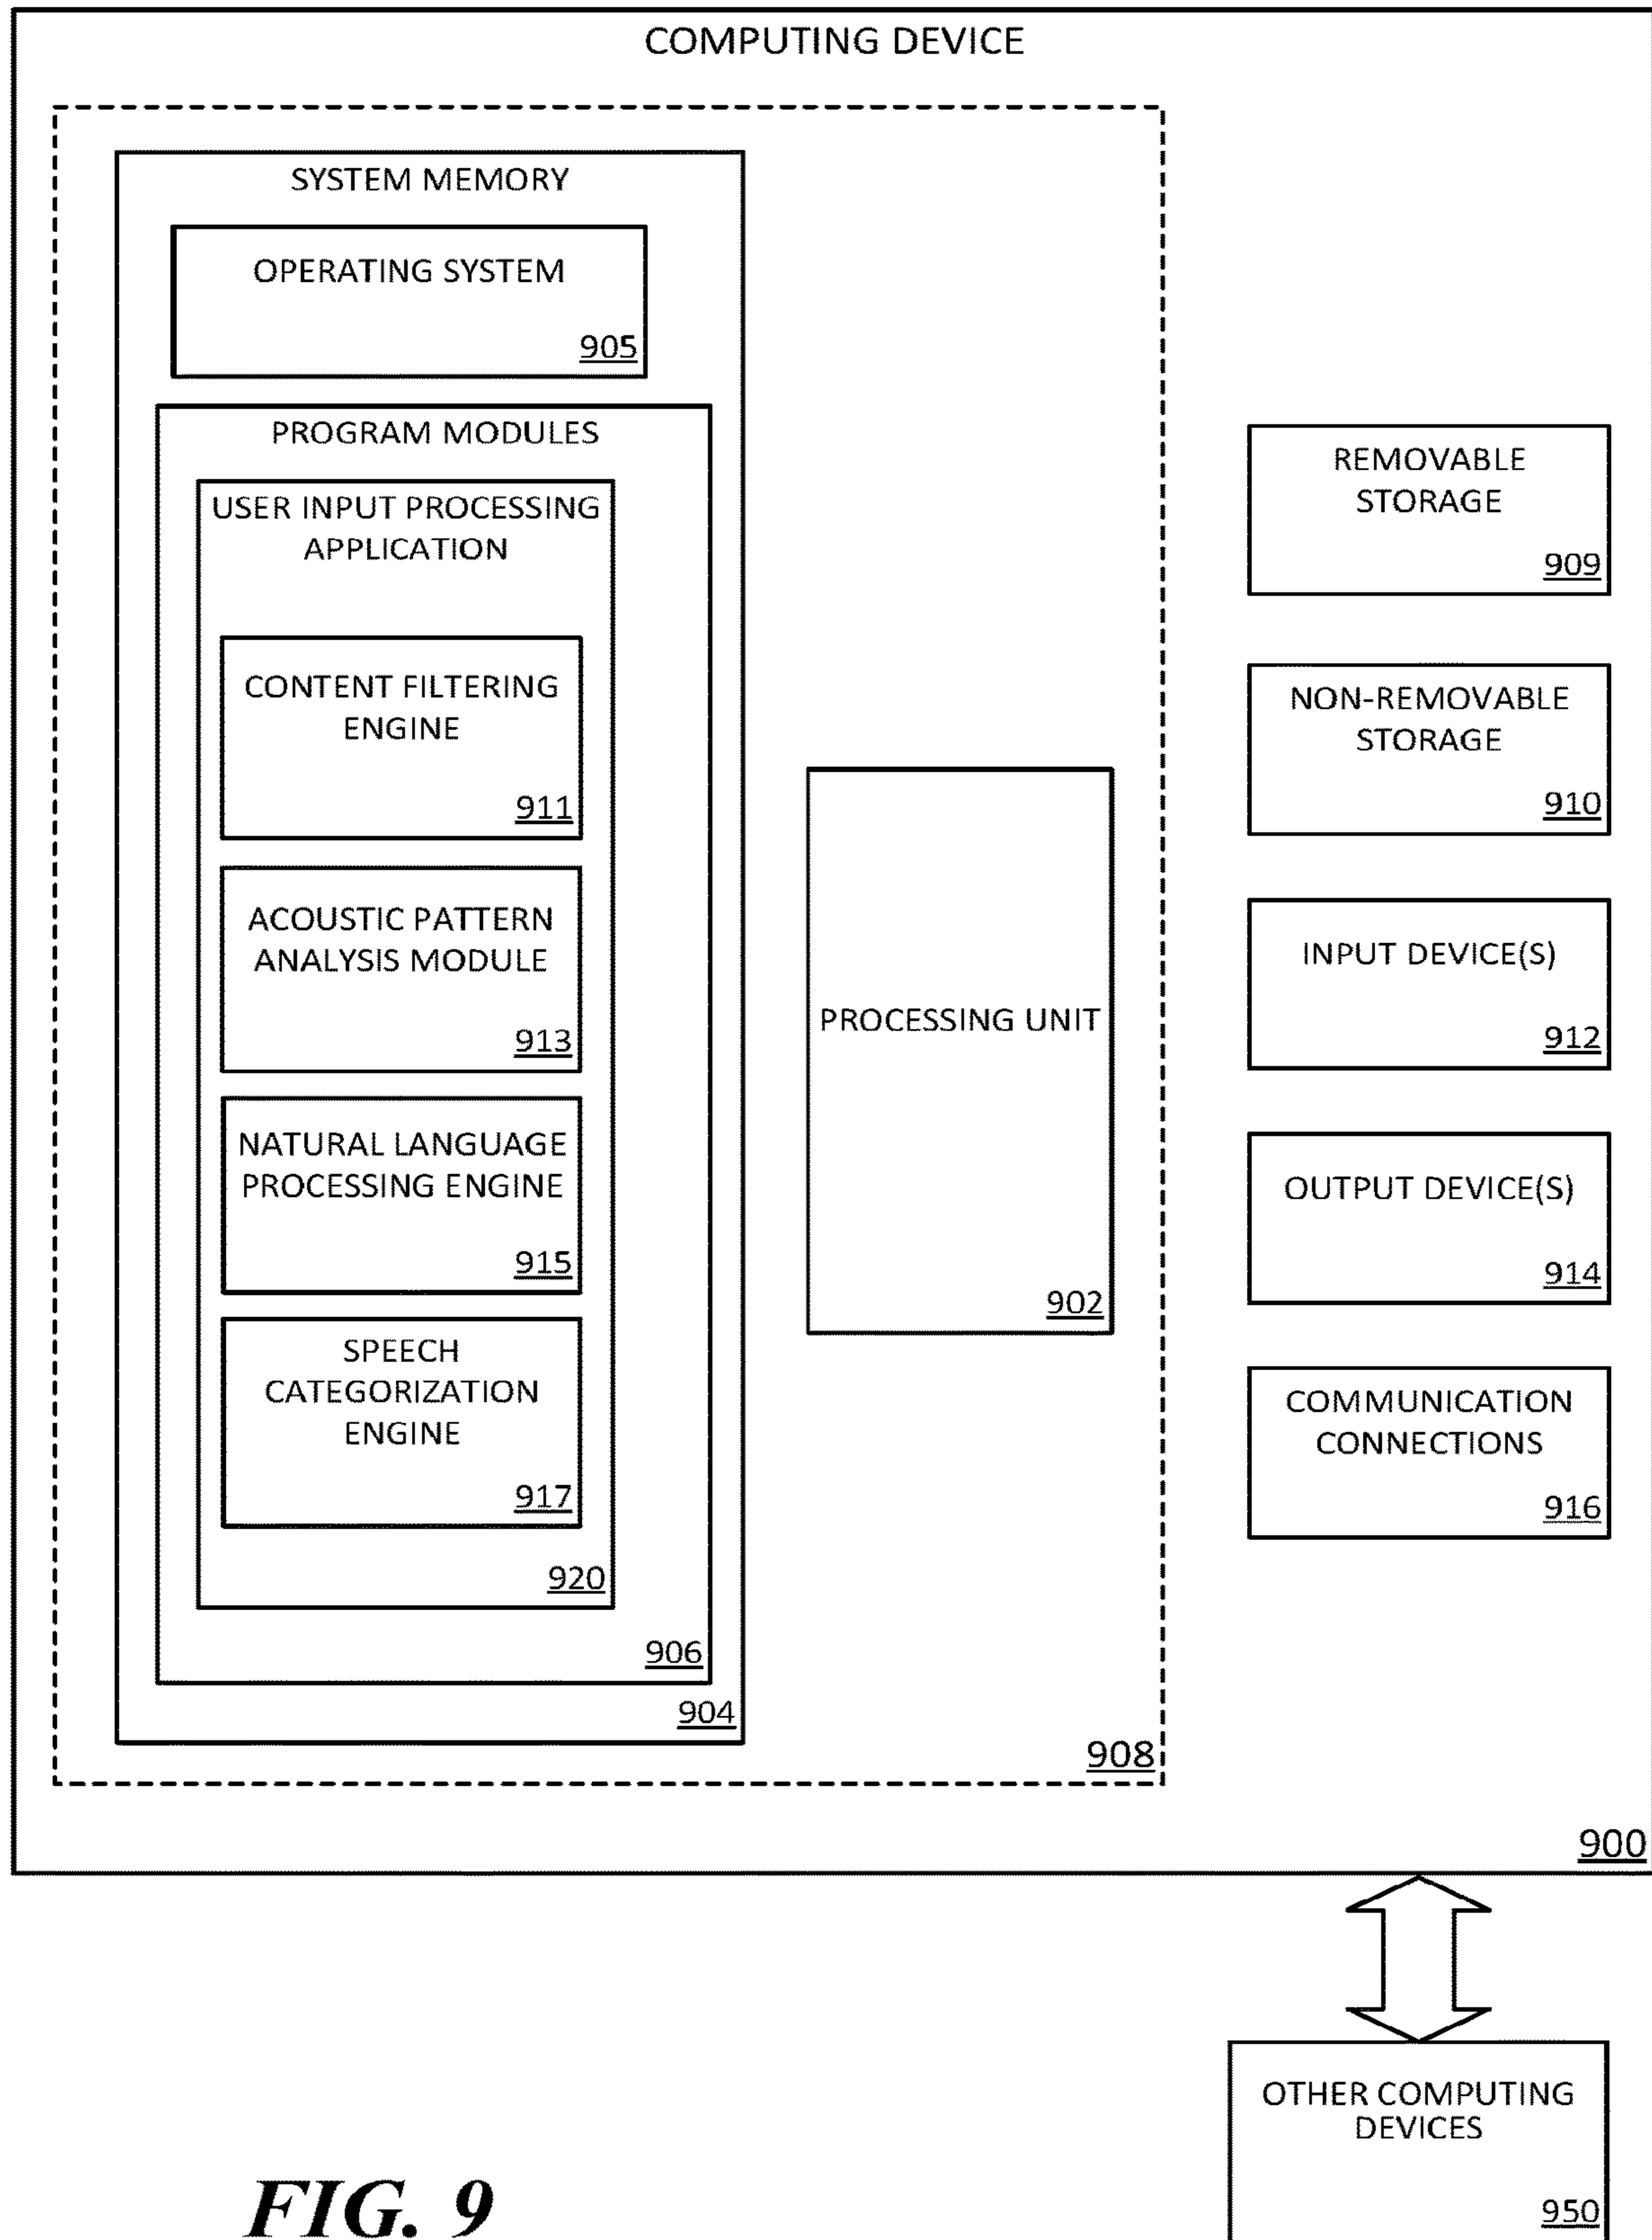 COMPUTING DEVICE
SYSTEM MEMORY
OPERATING SYSTEM
905
PROGRAM MODULES
USER INPUT PROCESSING
APPLICATION
CONTENT FILTERING
ENGINE
911
ACOUSTIC PATTERN
ANALYSIS MODULE
913
NATURAL LANGUAGE
PROCESSING ENGINE
915
SPEECH
CATEGORIZATION
ENGINE
917
920
906
904
PROCESSING UNIT
902
908
REMOVABLE
STORAGE
909
NON-REMOVABLE
STORAGE
910
INPUT DEVICE(S)
912
OUTPUT DEVICE(S)
914
COMMUNICATION
CONNECTIONS
916
900
OTHER COMPUTING
DEVICES
950
FIG. 9